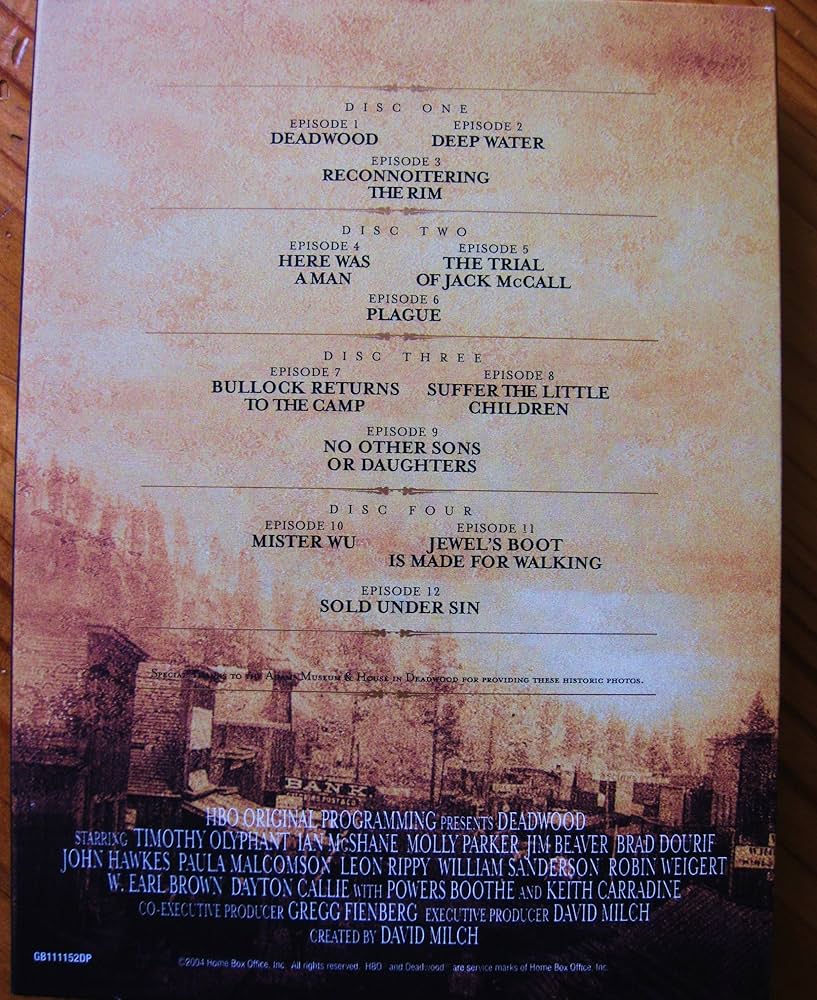 DISC ONE
EPISODE 1 EPISODE 2
DEADWOOD DEEP WATER
EPISODE 3
RECONNOITERING
THE RIM
DISC TWO
EPISODE 4 EPISODE 5
HERE WAS THE TRIAL
A MAN OF JACK McCALL
EPISODE 6
PLAGUE
DISC THREE
EPISODE 7 EPISODE 8
BULLOCK RETURNS SUFFER THE LITTLE
TO THE CAMP CHILDREN
EPISODE 9
NO OTHER SONS
OR DAUGHTERS
DISC FOUR
EPISODE 10 EPISODE 11
MISTER WU JEWEL'S BOOT
IS MADE FOR WALKING
EPISODE 12
SOLD UNDER SIN
Special Thanks to the Adams Museum & House in Deadwood for providing these historic photos.
BANK
HBO ORIGINAL PROGRAMMING PRESENTS DEADWOOD
STARRING TIMOTHY OLYPHANT IAN McSHANE MOLLY PARKER JIM BEAVER BRAD DOURIF
JOHN HAWKES PAULA MALCOMSON LEON RIPPY WILLIAM SANDERSON ROBIN WEIGERT
W. EARL BROWN DAYTON CALLIE WITH POWERS BOOTHE AND KEITH CARRADINE
CO-EXECUTIVE PRODUCER GREGG FIENBERG EXECUTIVE PRODUCER DAVID MILCH
CREATED BY DAVID MILCH
GB111152DP
©2004 Home Box Office, Inc. All rights reserved. HBO and Deadwood are service marks of Home Box Office, Inc.